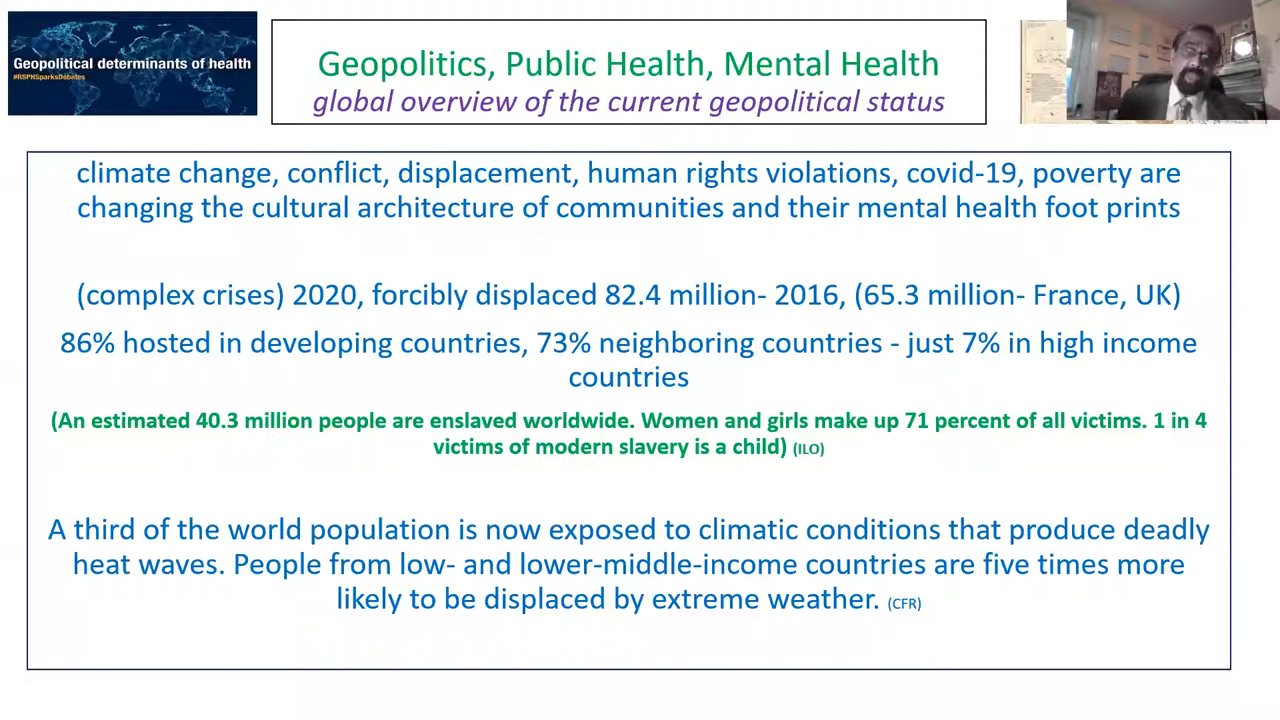 Geopolitical determinants of health
#RSPHSparksDebates
Geopolitics, Public Health, Mental Health
global overview of the current geopolitical status
climate change, conflict, displacement, human rights violations, covid-19, poverty are
changing the cultural architecture of communities and their mental health foot prints
(complex crises) 2020, forcibly displaced 82.4 million- 2016, (65.3 million- France, UK)
86% hosted in developing countries, 73% neighboring countries - just 7% in high income
countries
(An estimated 40.3 million people are enslaved worldwide. Women and girls make up 71 percent of all victims. 1 in 4
victims of modern slavery is a child) (ILO)
A third of the world population is now exposed to climatic conditions that produce deadly
heat waves. People from low- and lower-middle-income countries are five times more
likely to be displaced by extreme weather. (CFR)